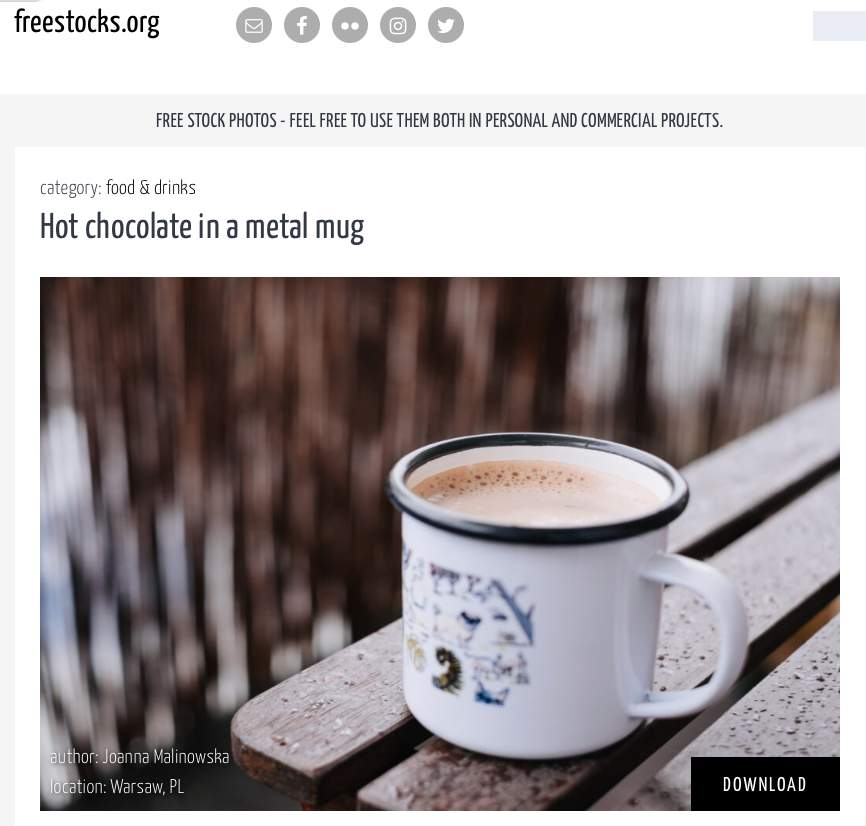 freestocks.org
FREE STOCK PHOTOS - FEEL FREE TO USE THEM BOTH IN PERSONAL AND COMMERCIAL PROJECTS.
category: food & drinks
Hot chocolate in a metal mug
author: Joanna Malinowska
location: Warsaw, PL
DOWNLOAD